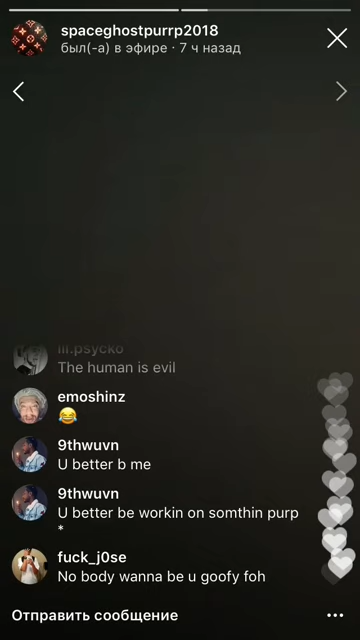 spaceghostpurrp2018
был(-а) в эфире · 7 ч назад
lil.psycko
The human is evil
emoshinz
😂
9thwuvn
U better b me
9thwuvn
U better be workin on somthin purp
*
fuck_j0se
No body wanna be u goofy foh
Отправить сообщение